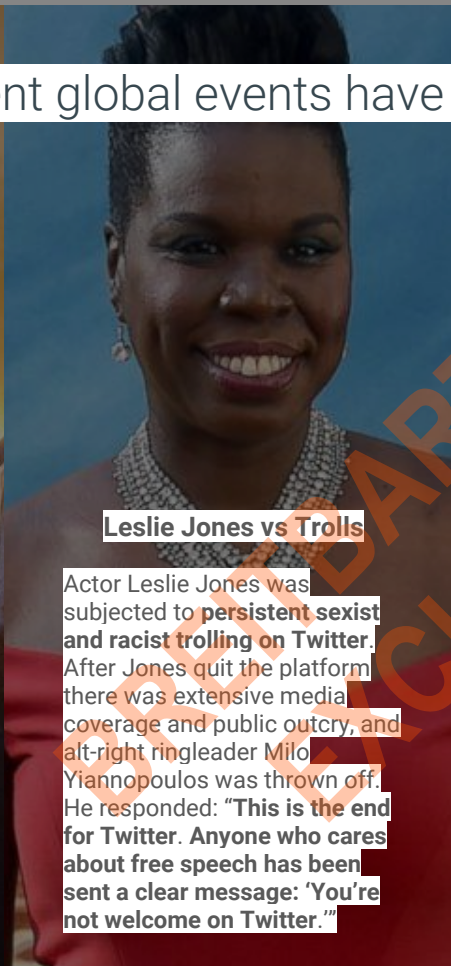 nt global events have
Leslie Jones vs Trolls
Actor Leslie Jones was
subjected to persistent sexist
and racist trolling on Twitter.
After Jones quit the platform
there was extensive media
coverage and public outcry, and
alt-right ringleader Milo
Yiannopoulos was thrown off.
He responded: “This is the end
for Twitter. Anyone who cares
about free speech has been
sent a clear message: ‘You’re
not welcome on Twitter.’”
BREITBART
EXCLU